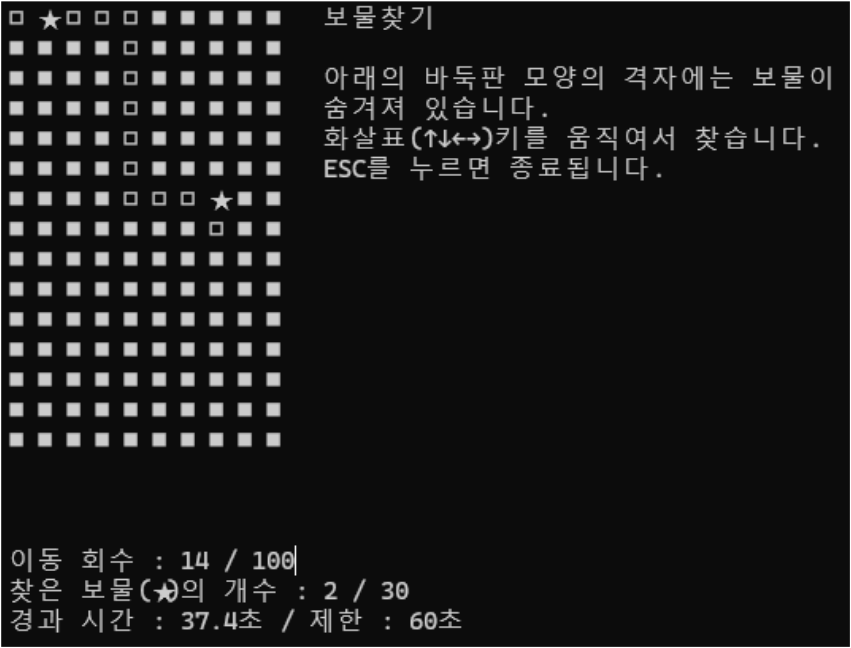 보물찾기
아래의 바둑판 모양의 격자에는 보물이
숨겨져 있습니다.
화살표(↑↓←→)키를 움직여서 찾습니다.
ESC를 누르면 종료됩니다.
이동 회수 : 14 / 100
찾은 보물(★)의 개수 : 2 / 30
경과 시간 : 37.4초 / 제한 : 60초